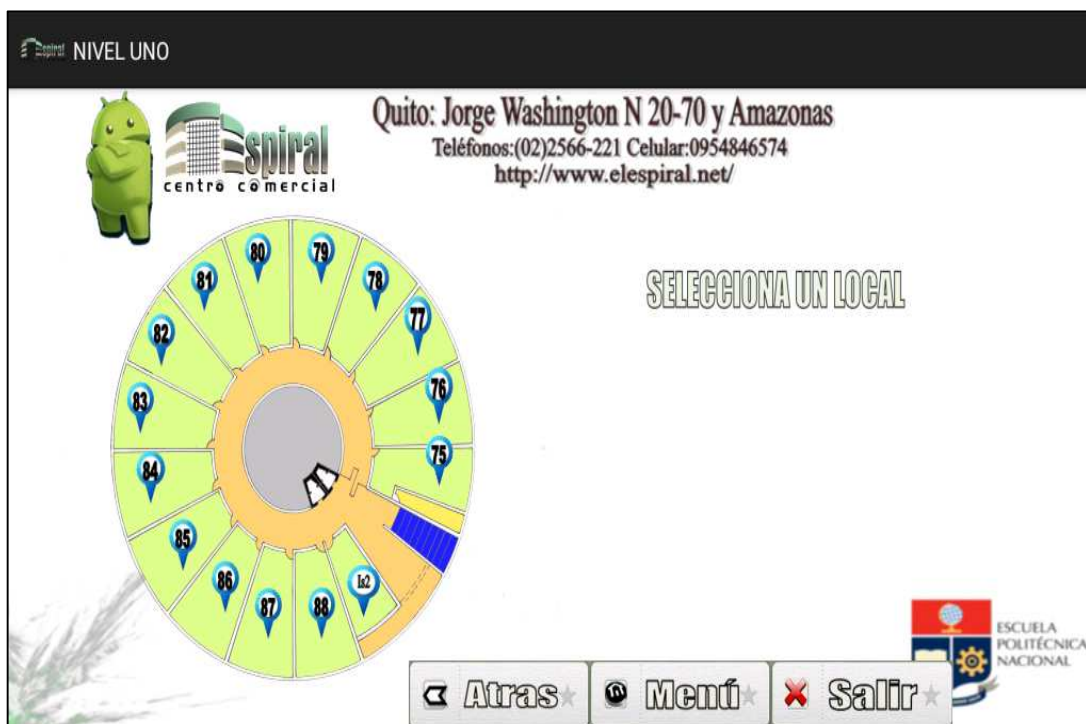 Espiral NIVEL UNO
Espiral
centro comercial
Quito: Jorge Washington N 20-70 y Amazonas
Teléfonos:(02)2566-221 Celular:0954846574
http://www.elespiral.net/
SELECCIONA UN LOCAL
80
79
81
78
77
82
76
83
75
84
85
86
Is2
87
88
ESCUELA
POLITÉCNICA
NACIONAL
Atras
Menú
Salir